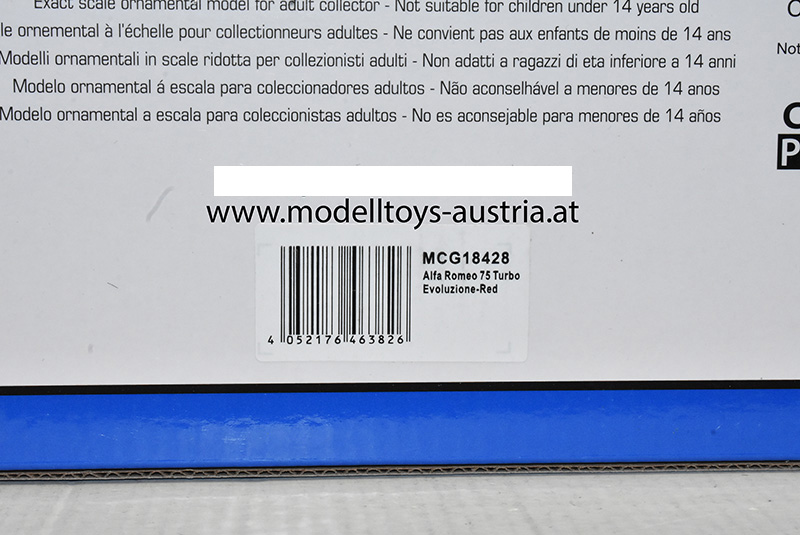 Exact scale ornamental model for adult collector - Not suitable for children under 14 years old
le ornemental à l'échelle pour collectionneurs adultes - Ne convient pas aux enfants de moins de 14 ans
Modelli ornamentali in scale ridotta per collezionisti adulti - Non adatti a ragazzi di eta inferiore a 14 anni
Modelo ornamental á escala para coleccionadores adultos - Não aconselhável a menores de 14 anos
Modelo ornamental a escala para coleccionistas adultos - No es aconsejable para menores de 14 años
Not
www.modelltoys-austria.at
MCG18428
Alfa Romeo 75 Turbo
Evoluzione-Red
4 052176 463826